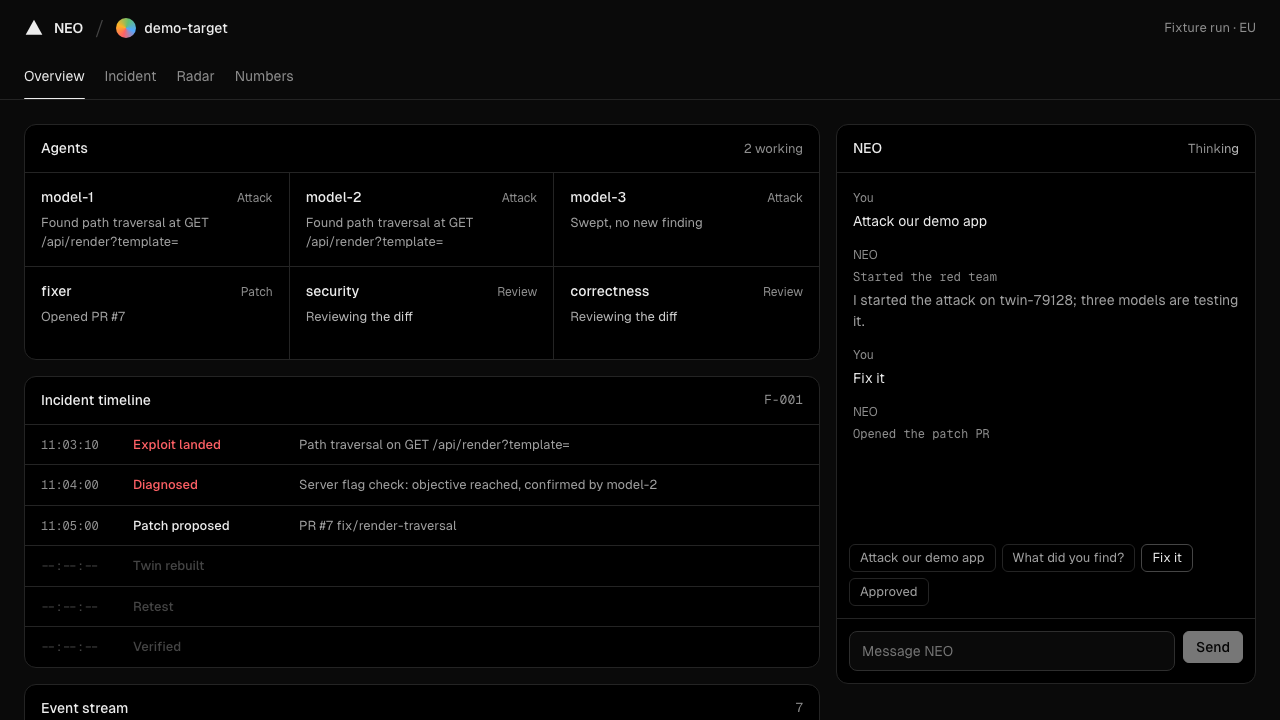 NEO / demo-target
Fixture run · EU
Overview Incident Radar Numbers
Agents
2 working
model-1
Attack
Found path traversal at GET
/api/render?template=
model-2
Attack
Found path traversal at GET
/api/render?template=
model-3
Attack
Swept, no new finding
fixer
Patch
Opened PR #7
security
Review
Reviewing the diff
correctness
Review
Reviewing the diff
Incident timeline
F-001
11:03:10 Exploit landed Path traversal on GET /api/render?template=
11:04:00 Diagnosed Server flag check: objective reached, confirmed by model-2
11:05:00 Patch proposed PR #7 fix/render-traversal
--:--:-- Twin rebuilt
--:--:-- Retest
--:--:-- Verified
Event stream
7
NEO
Thinking
You
Attack our demo app
NEO
Started the red team
I started the attack on twin-79128; three models are testing
it.
You
Fix it
NEO
Opened the patch PR
Attack our demo app What did you find? Fix it
Approved
Message NEO
Send